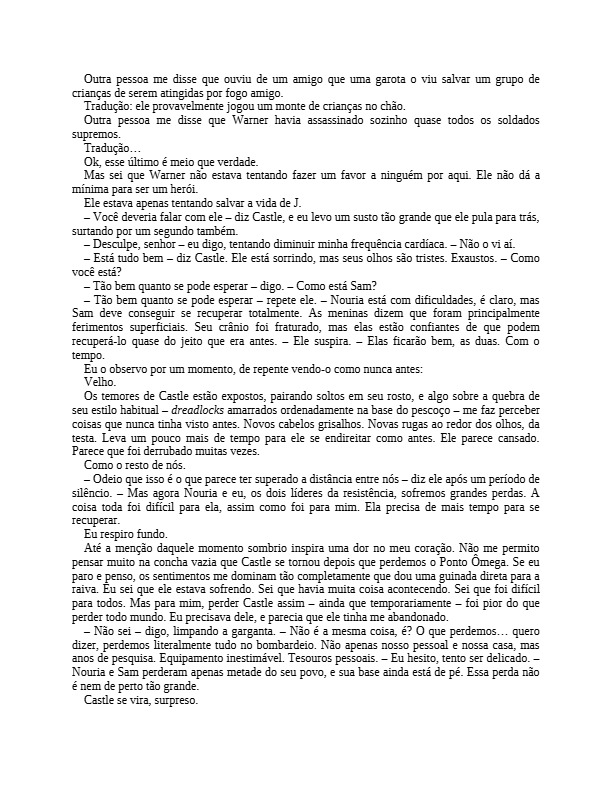 Outra pessoa me disse que ouviu de um amigo que uma garota o viu salvar um grupo de
crianças de serem atingidas por fogo amigo.
Tradução: ele provavelmente jogou um monte de crianças no chão.
Outra pessoa me disse que Warner havia assassinado sozinho quase todos os soldados
supremos.
Tradução…
Ok, esse último é meio que verdade.
Mas sei que Warner não estava tentando fazer um favor a ninguém por aqui. Ele não dá a
mínima para ser um herói.
Ele estava apenas tentando salvar a vida de J.
– Você deveria falar com ele – diz Castle, e eu levo um susto tão grande que ele pula para trás,
surtando por um segundo também.
– Desculpe, senhor – eu digo, tentando diminuir minha frequência cardíaca. – Não o vi aí.
– Está tudo bem – diz Castle. Ele está sorrindo, mas seus olhos são tristes. Exaustos. – Como
você está?
– Tão bem quanto se pode esperar – digo. – Como está Sam?
– Tão bem quanto se pode esperar – repete ele. – Nouria está com dificuldades, é claro, mas
Sam deve conseguir se recuperar totalmente. As meninas dizem que foram principalmente
ferimentos superficiais. Seu crânio foi fraturado, mas elas estão confiantes de que podem
recuperá-lo quase do jeito que era antes. – Ele suspira. – Elas ficarão bem, as duas. Com o
tempo.
Eu o observo por um momento, de repente vendo-o como nunca antes:
Velho.
Os temores de Castle estão expostos, pairando soltos em seu rosto, e algo sobre a quebra de
seu estilo habitual – dreadlocks amarrados ordenadamente na base do pescoço – me faz perceber
coisas que nunca tinha visto antes. Novos cabelos grisalhos. Novas rugas ao redor dos olhos, da
testa. Leva um pouco mais de tempo para ele se endireitar como antes. Ele parece cansado.
Parece que foi derrubado muitas vezes.
Como o resto de nós.
– Odeio que isso é o que parece ter superado a distância entre nós – diz ele após um período de
silêncio. – Mas agora Nouria e eu, os dois líderes da resistência, sofremos grandes perdas. A
coisa toda foi difícil para ela, assim como foi para mim. Ela precisa de mais tempo para se
recuperar.
Eu respiro fundo.
Até a menção daquele momento sombrio inspira uma dor no meu coração. Não me permito
pensar muito na concha vazia que Castle se tornou depois que perdemos o Ponto Ômega. Se eu
paro e penso, os sentimentos me dominam tão completamente que dou uma guinada direta para a
raiva. Eu sei que ele estava sofrendo. Sei que havia muita coisa acontecendo. Sei que foi difícil
para todos. Mas para mim, perder Castle assim – ainda que temporariamente – foi pior do que
perder todo mundo. Eu precisava dele, e parecia que ele tinha me abandonado.
– Não sei – digo, limpando a garganta. – Não é a mesma coisa, é? O que perdemos… quero
dizer, perdemos literalmente tudo no bombardeio. Não apenas nosso pessoal e nossa casa, mas
anos de pesquisa. Equipamento inestimável. Tesouros pessoais. – Eu hesito, tento ser delicado. –
Nouria e Sam perderam apenas metade do seu povo, e sua base ainda está de pé. Essa perda não
é nem de perto tão grande.
Castle se vira, surpreso.